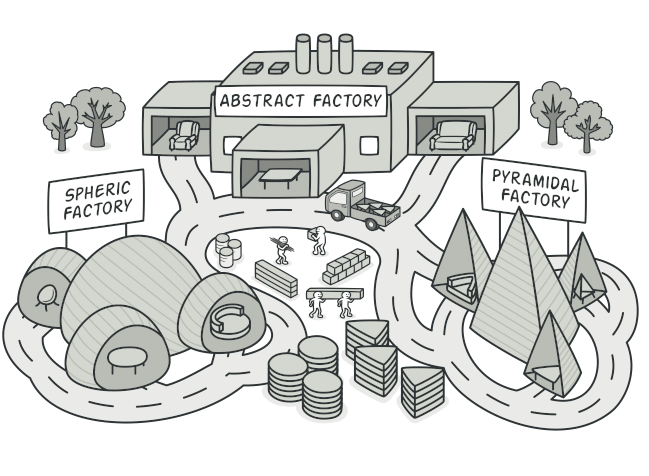 ABSTRACT FACTORY
SPHERIC
FACTORY
PYRAMIDAL
FACTORY